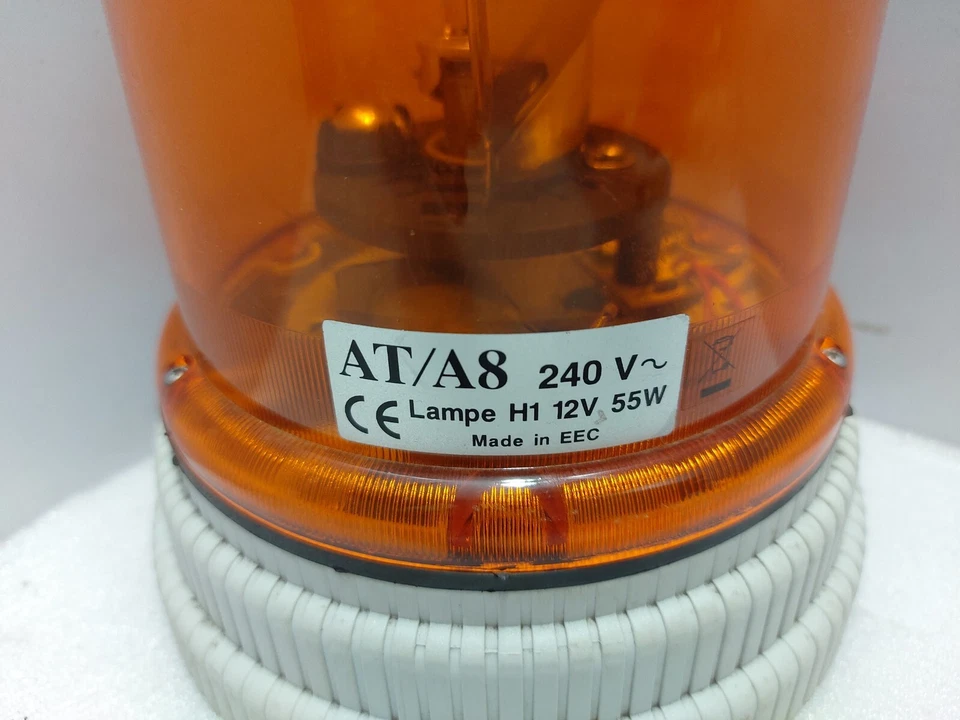 AT/A8 240 V~
CE Lampe H1 12V 55W
Made in EEC